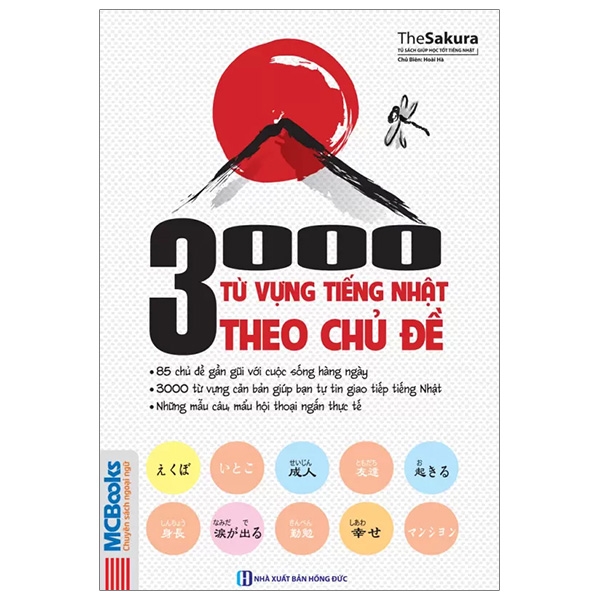 TheSakura
TỦ SÁCH GIÚP HỌC TỐT TIẾNG NHẬT
Chủ Biên: Hoài Hà
3000
TỪ VỰNG TIẾNG NHẬT
THEO CHỦ ĐỀ
• 85 chủ đề gần gũi với cuộc sống hàng ngày
• 3000 từ vựng căn bản giúp bạn tự tin giao tiếp tiếng Nhật
• Những mẫu câu, mẩu hội thoại ngắn thực tế
えくぼ
いとこ
せいじん
成人
ともだち
友達
お
起きる
しんちょう
身長
なみだ で
涙が出る
きんべん
勤勉
しあわ
幸せ
マンシヨン
MCBooks
Chuyên sách ngoại ngữ
NHÀ XUẤT BẢN HỒNG ĐỨC